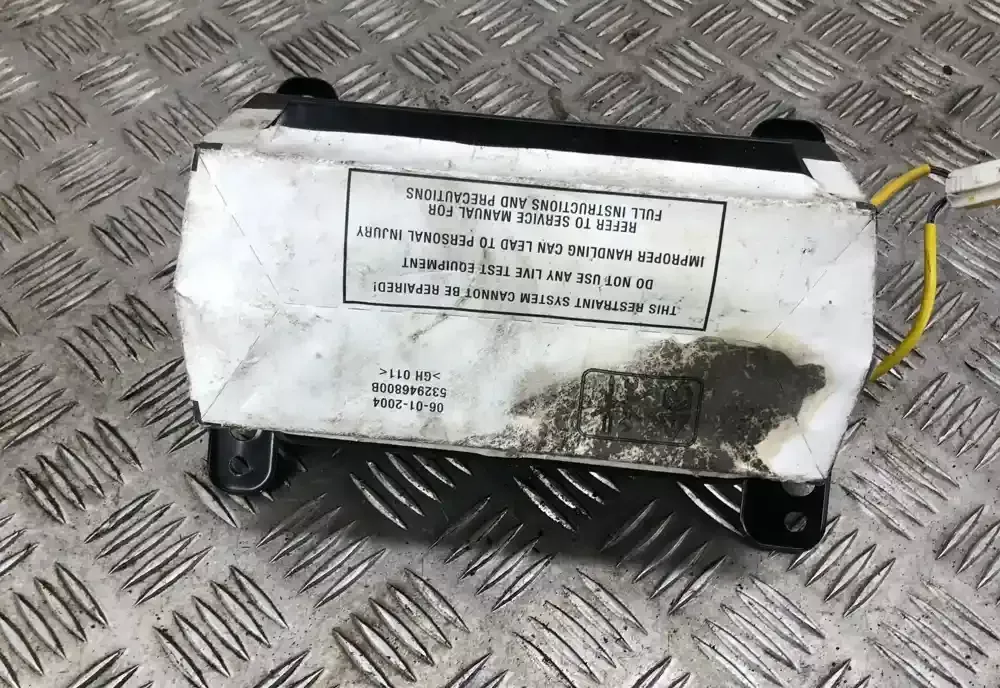 06-01-2004
532946800B
>GH 011<
THIS RESTRAINT SYSTEM CANNOT BE REPAIRED!
DO NOT USE ANY LIVE TEST EQUIPMENT
IMPROPER HANDLING CAN LEAD TO PERSONAL INJURY
REFER TO SERVICE MANUAL FOR
FULL INSTRUCTIONS AND PRECAUTIONS